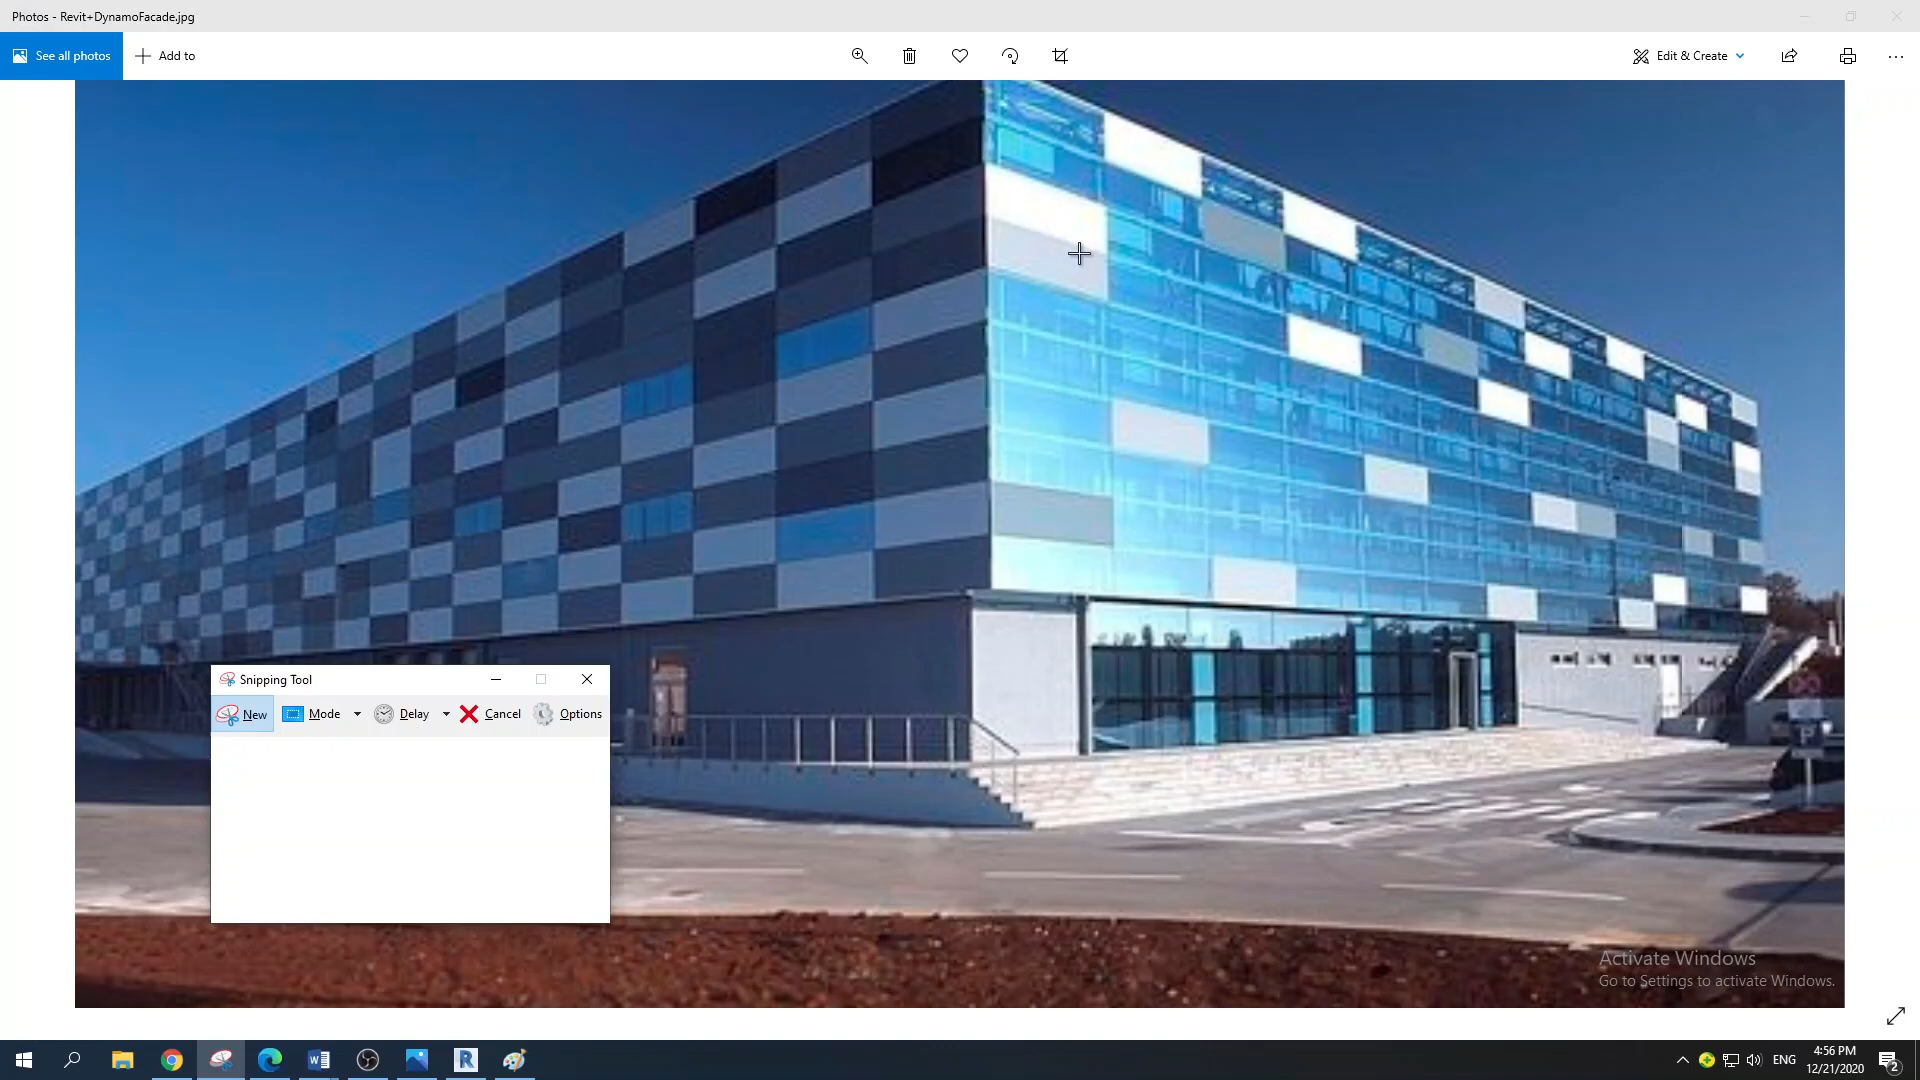 Photos - Revit+DynamoFacade.jpg
See all photos
Add to
Edit & Create
Snipping Tool
New
Mode
Delay
Cancel
Options
P
Activate Windows
Go to Settings to activate Windows.
ENG
4:56 PM
12/21/2020
2